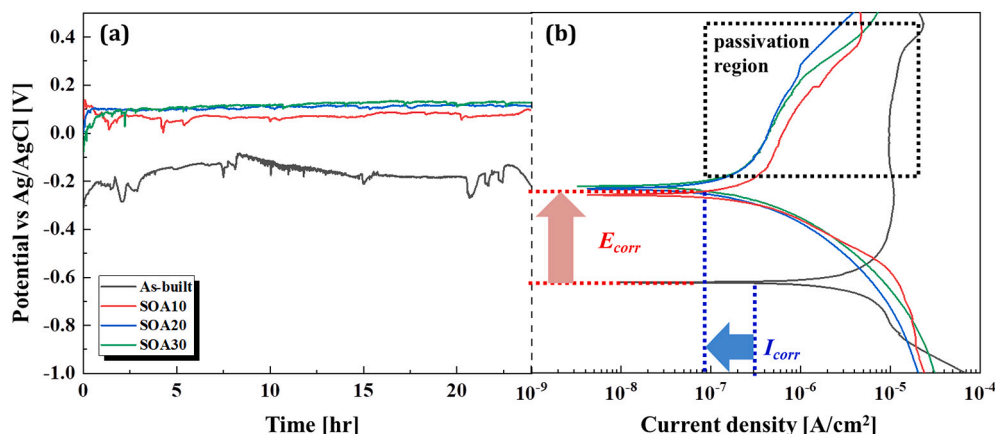 (a)
(b)
passivation
region
0.4
0.2
0.0
-0.2
-0.4
-0.6
-0.8
-1.0
Potential vs Ag/AgCl [V]
As-built
SOA10
SOA20
SOA30
E_corr
I_corr
0 5 10 15 20 10⁻⁹ 10⁻⁸ 10⁻⁷ 10⁻⁶ 10⁻⁵ 10⁻⁴
Time [hr]
Current density [A/cm²]